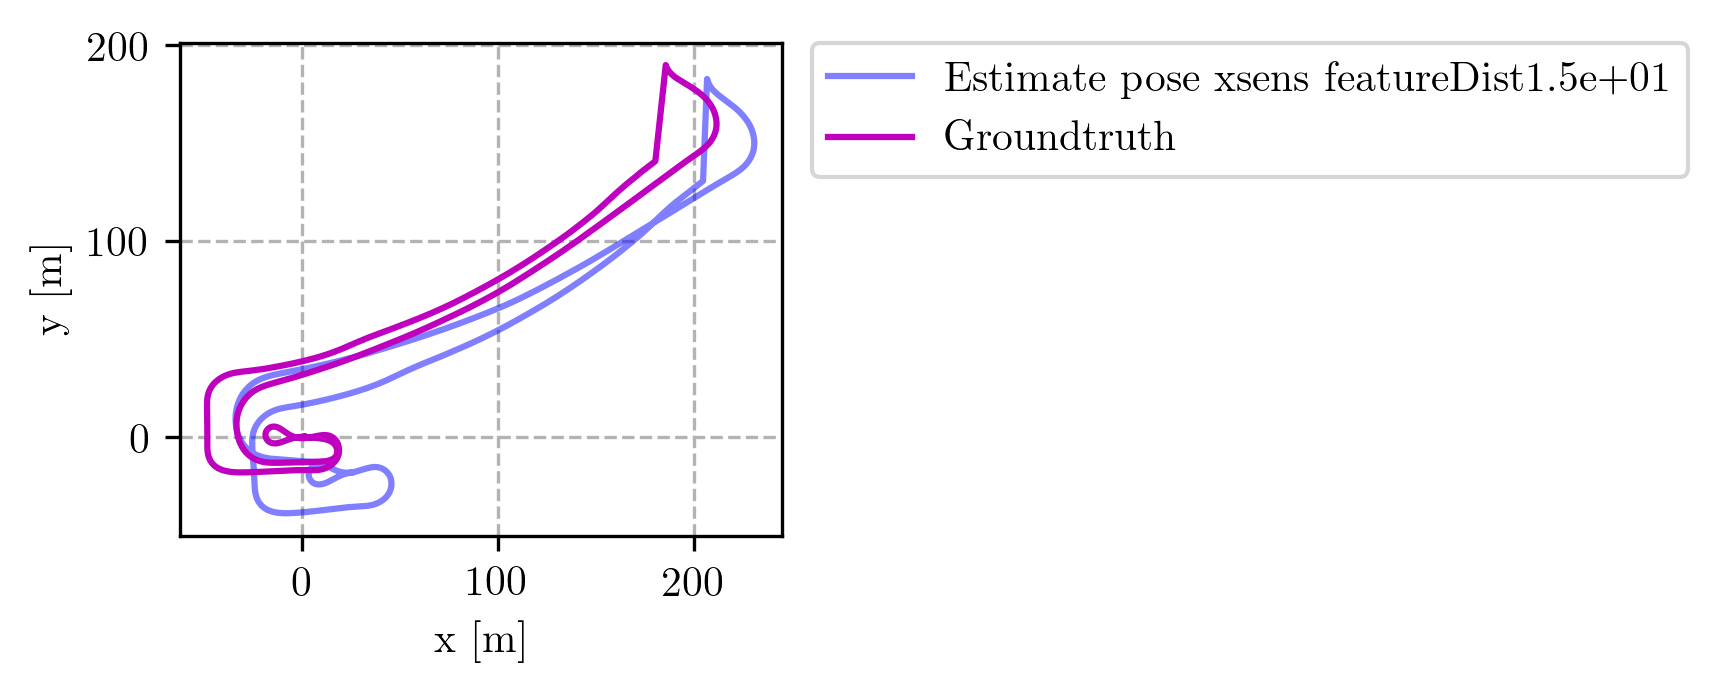 200
100
0
y [m]
0 100 200
x [m]
Estimate pose xsens featureDist1.5e+01
Groundtruth